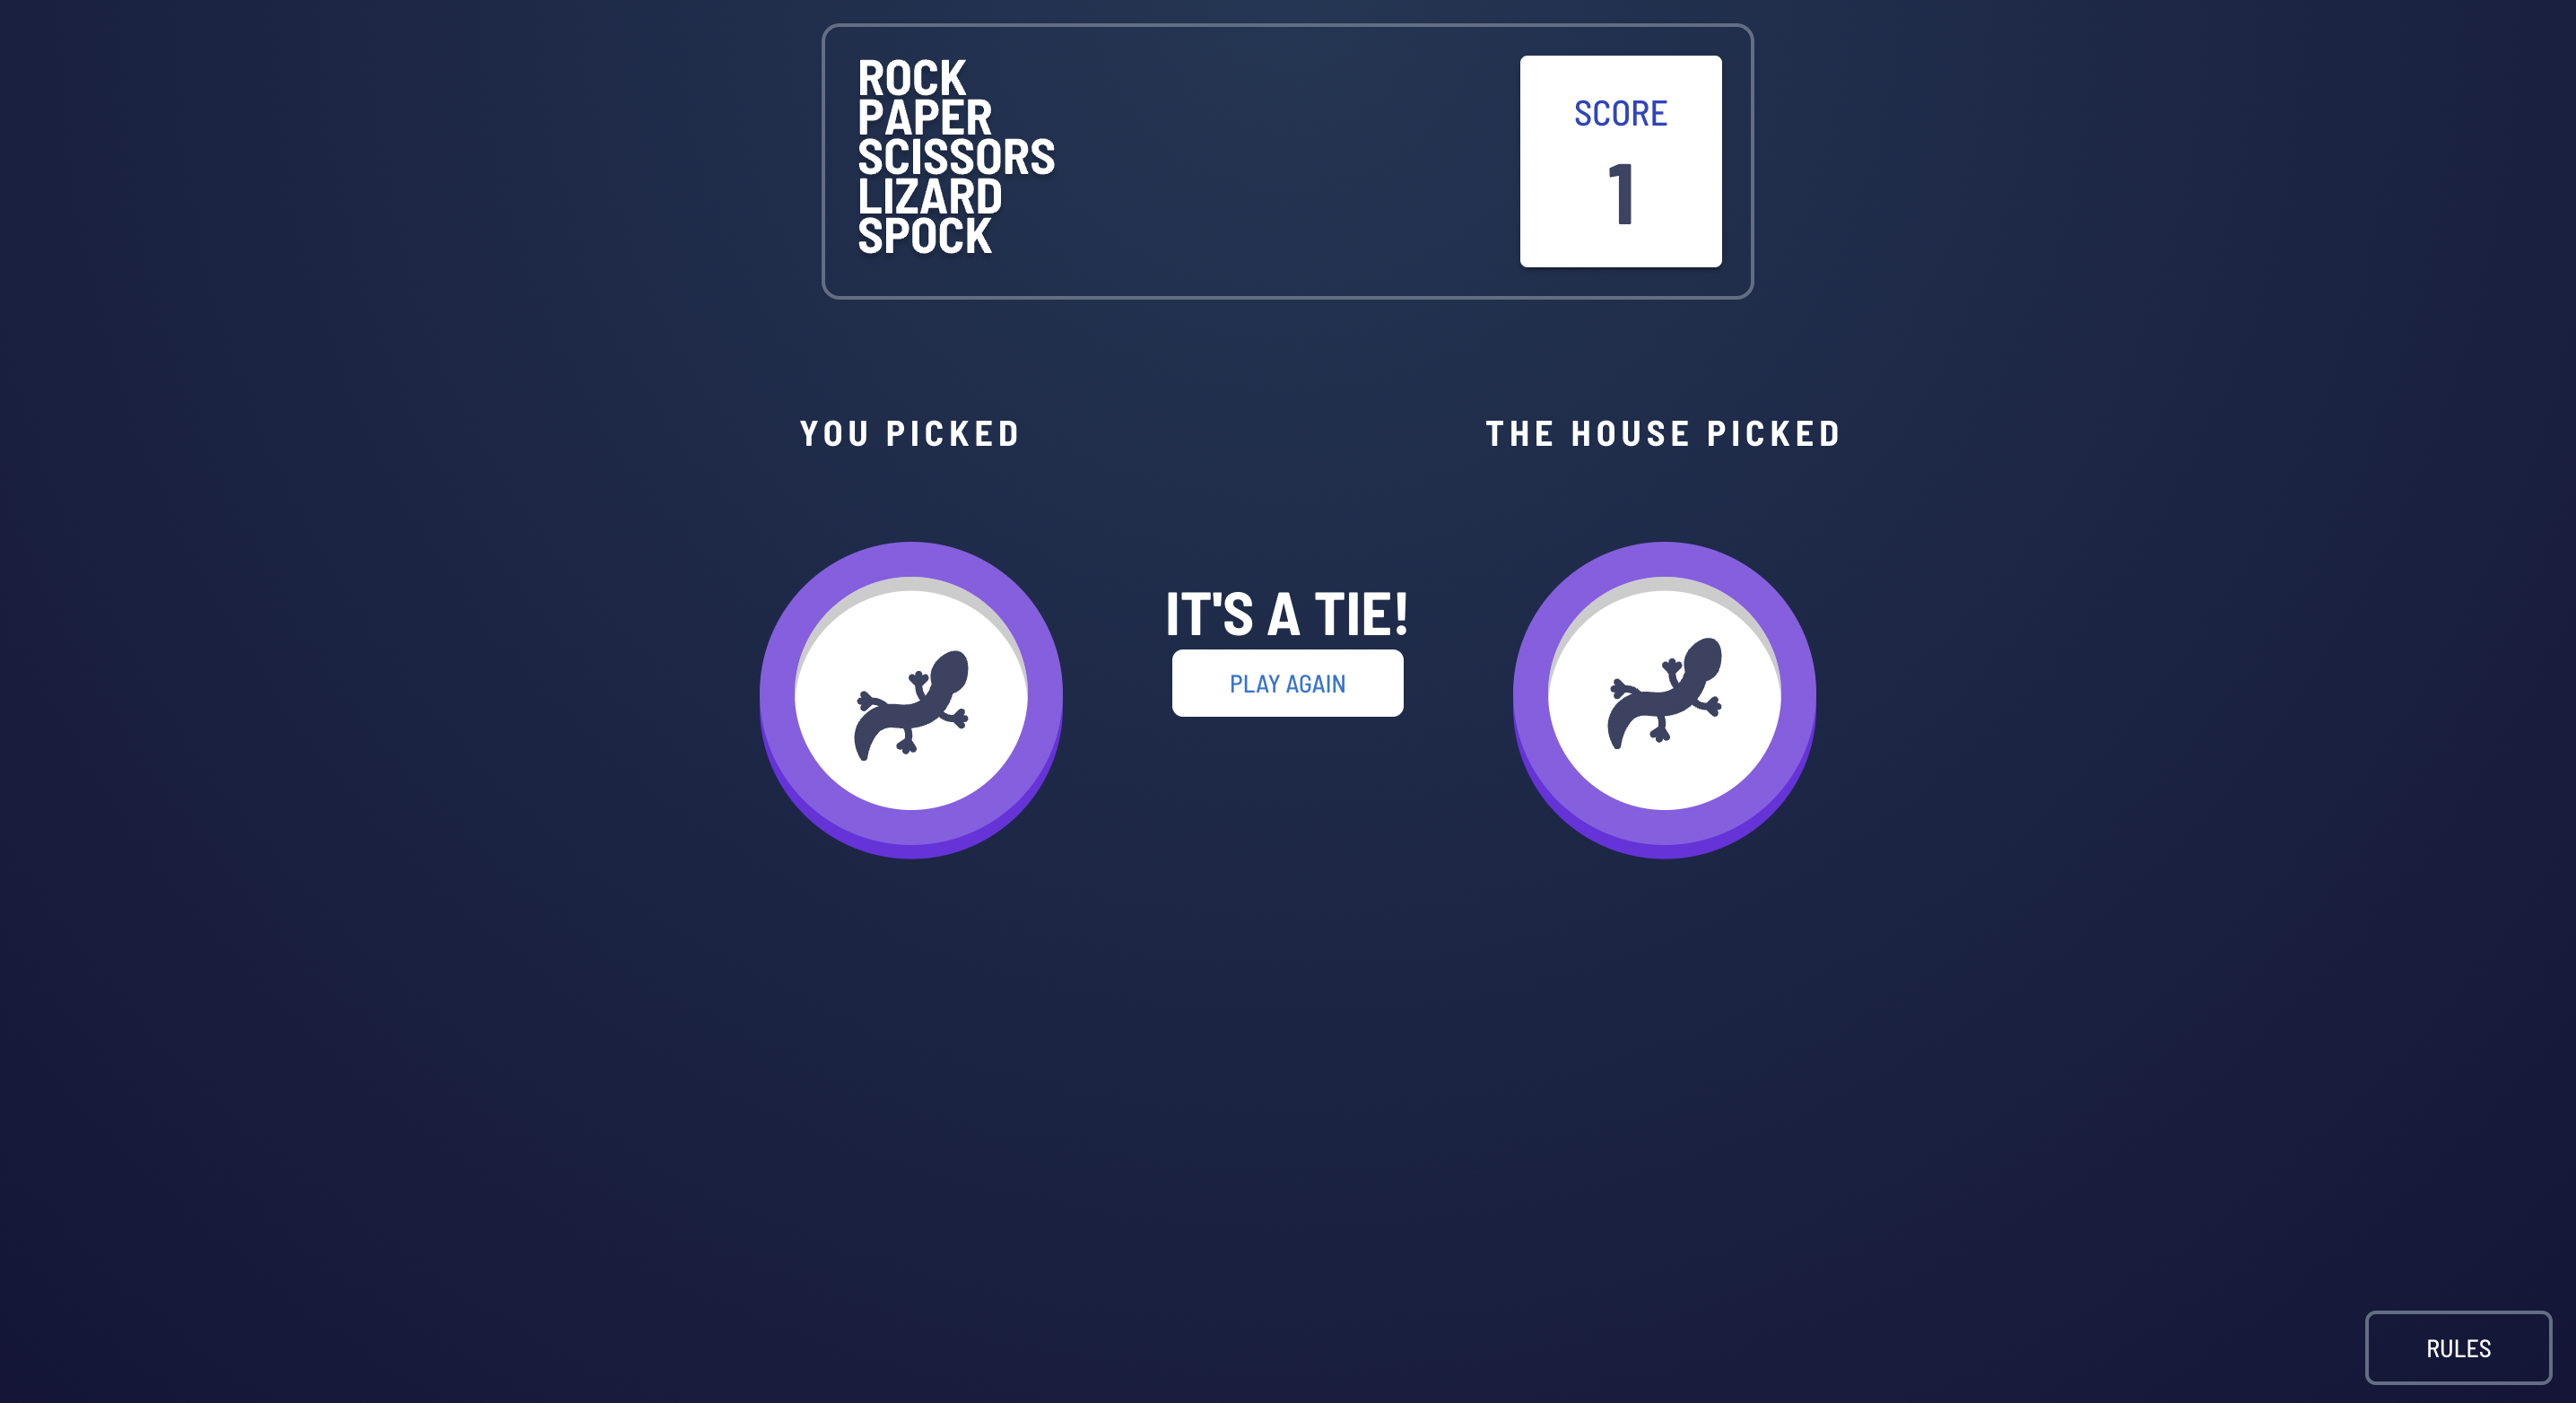 ROCK
PAPER
SCISSORS
LIZARD
SPOCK
SCORE
1
YOU PICKED
THE HOUSE PICKED
IT'S A TIE!
PLAY AGAIN
RULES